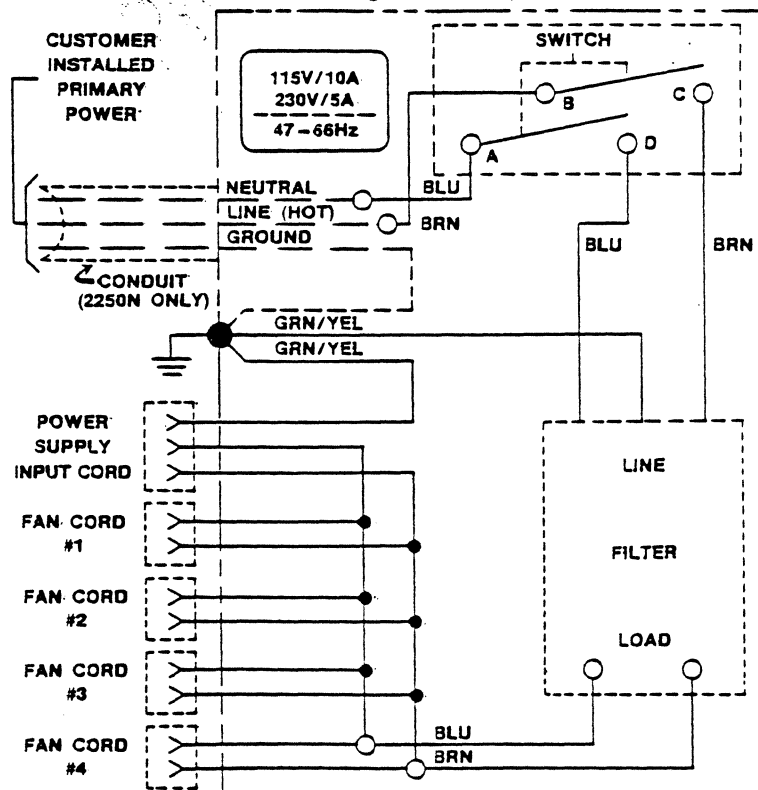 CUSTOMER
INSTALLED
PRIMARY
POWER
115V/10A
230V/5A
47-66Hz
SWITCH
B
C
A
D
NEUTRAL
BLU
LINE (HOT)
BRN
GROUND
BLU
BRN
CONDUIT
(2250N ONLY)
GRN/YEL
GRN/YEL
POWER
SUPPLY
INPUT CORD
LINE
FILTER
LOAD
FAN CORD
#1
FAN CORD
#2
FAN CORD
#3
FAN CORD
#4
BLU
BRN